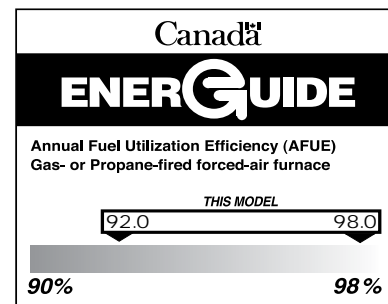 Canada
ENERGUIDE
Annual Fuel Utilization Efficiency (AFUE)
Gas- or Propane-fired forced-air furnace
THIS MODEL
92.0 98.0
90% 98%